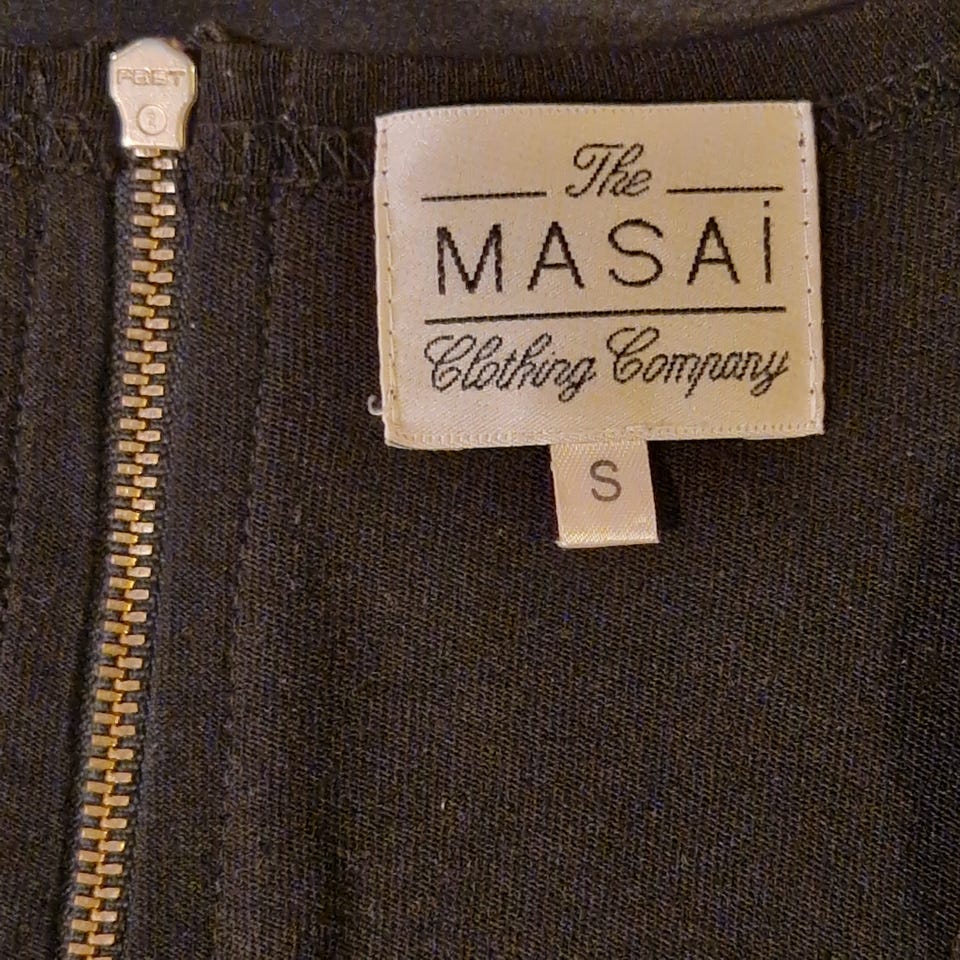 The
MASAi
Clothing Company
S